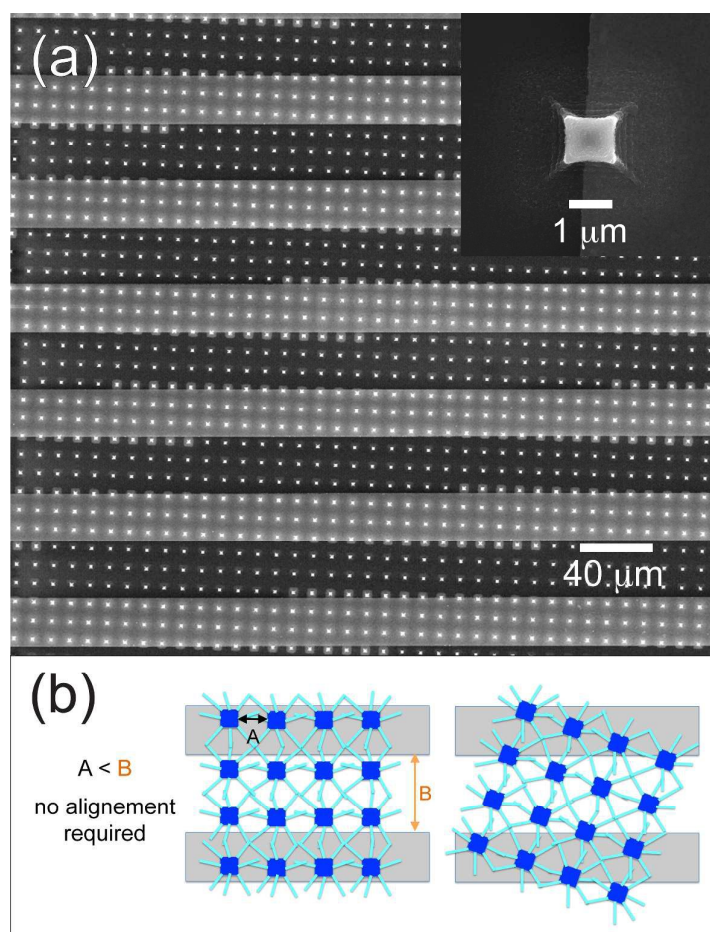 (a)
1 μm
40 μm
(b)
A
A < B
B
no alignement
required